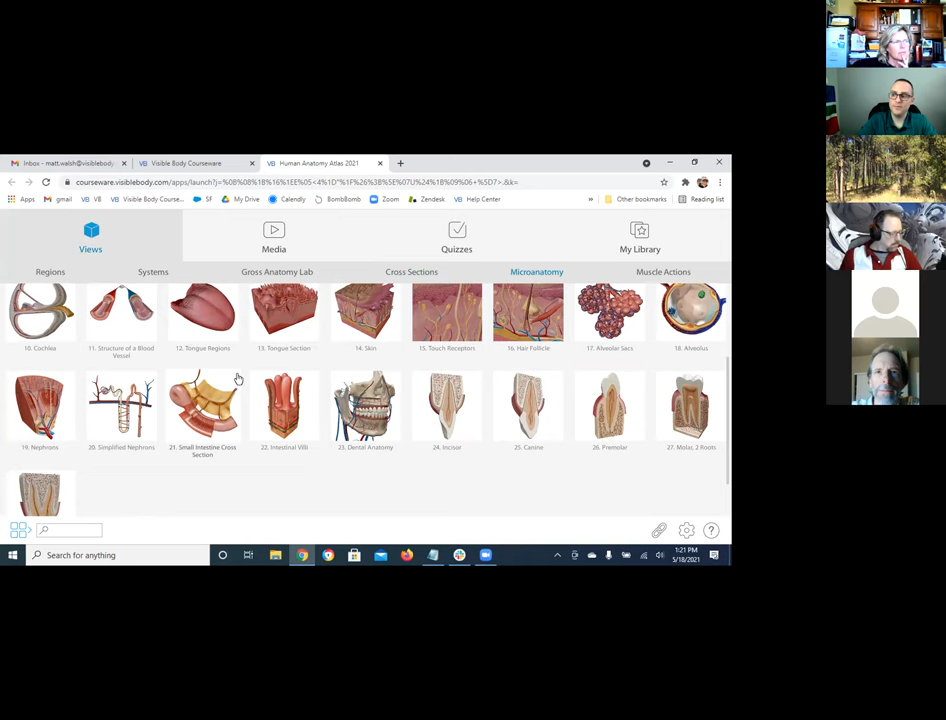 Inbox - matt.walsh@visiblebody
VB Visible Body Courseware
VB Human Anatomy Atlas 2021
Apps
gmail
VB
VB Visible Body Course...
SF
My Drive
Calendly
BombBomb
Zoom
Zendesk
Help Center
Other bookmarks
Reading list
Views
Media
Quizzes
My Library
Regions
Systems
Gross Anatomy Lab
Cross Sections
Microanatomy
Muscle Actions
10. Cochlea
11. Structure of a Blood
Vessel
12. Tongue Regions
13. Tongue Section
14. Skin
15. Touch Receptors
16. Hair Follicle
17. Alveolar Sacs
18. Alveolus
19. Nephrons
20. Simplified Nephrons
21. Small Intestine Cross
Section
22. Intestinal Villi
23. Dental Anatomy
24. Incisor
25. Canine
26. Premolar
27. Molar, 2 Roots
Search for anything
1:21 PM
5/18/2021